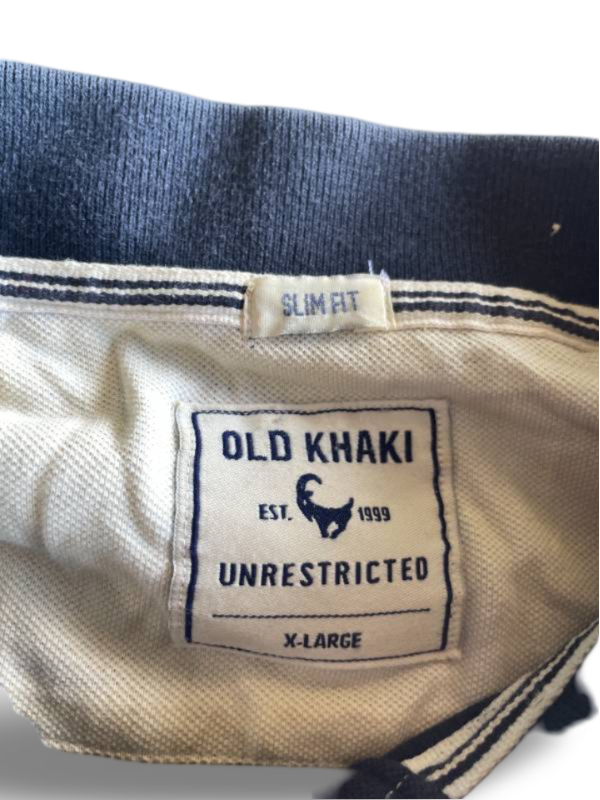 SLIM FIT
OLD KHAKI
EST. 1999
UNRESTRICTED
X-LARGE